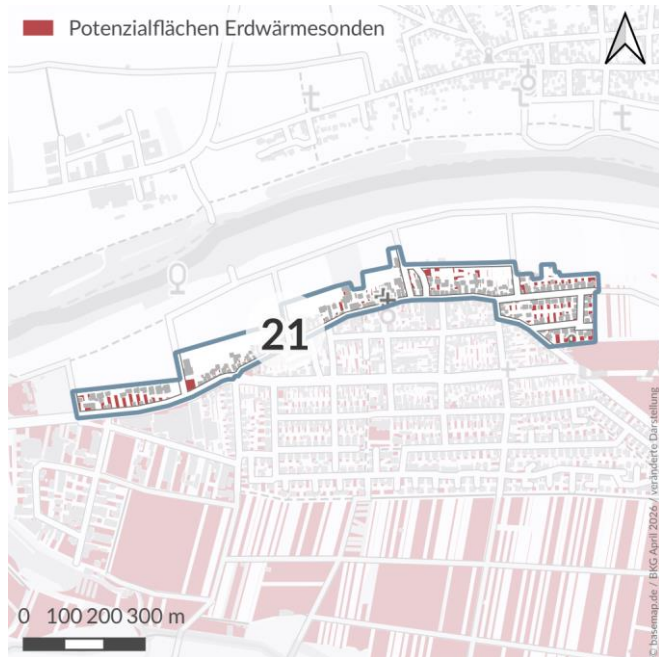 Potenzialflächen Erdwärmesonden
21
0 100 200 300 m
© basemap.de / BKG April 2026 / veränderte Darstellung